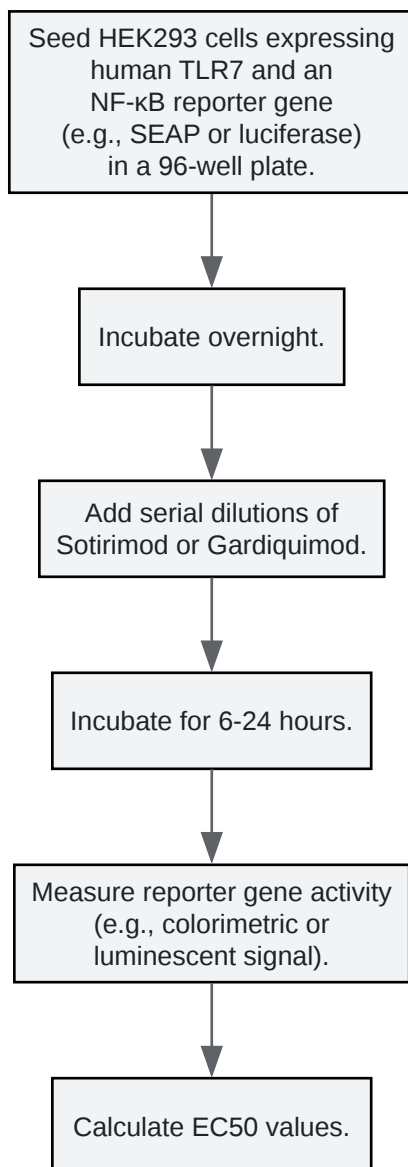 Seed HEK293 cells expressing
human TLR7 and an
NF-κB reporter gene
(e.g., SEAP or luciferase)
in a 96-well plate.
Incubate overnight.
Add serial dilutions of
Sotirimod or Gardiquimod.
Incubate for 6-24 hours.
Measure reporter gene activity
(e.g., colorimetric or
luminescent signal).
Calculate EC50 values.